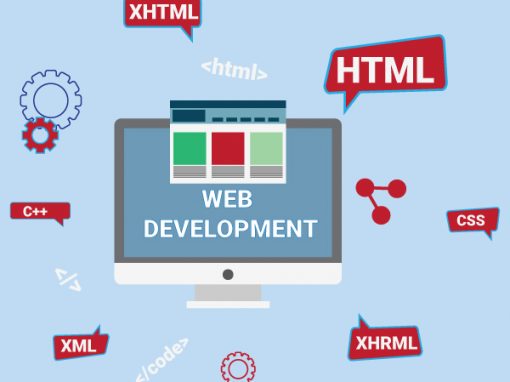 XHTML
<html>
HTML
C++
WEB
DEVELOPMENT
CSS
</>
XML
</code>
XHRML